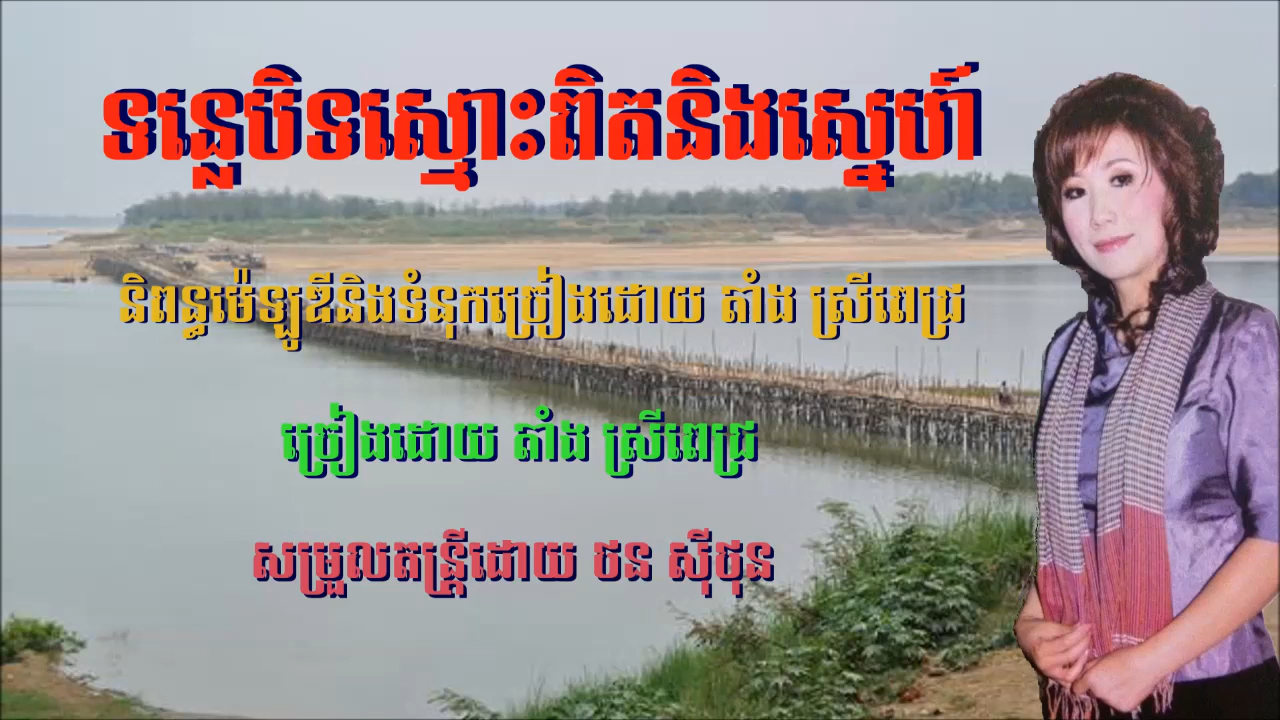 ទន្លេបិទស្មោះពិតនិងស្នេហ៍
និពន្ធម៉េឡូឌីនិងទំនុកច្រៀងដោយ តាំង ស្រីពេជ្រ
ច្រៀងដោយ តាំង ស្រីពេជ្រ
សម្រួលតន្ត្រីដោយ ថន ស៊ីថុន